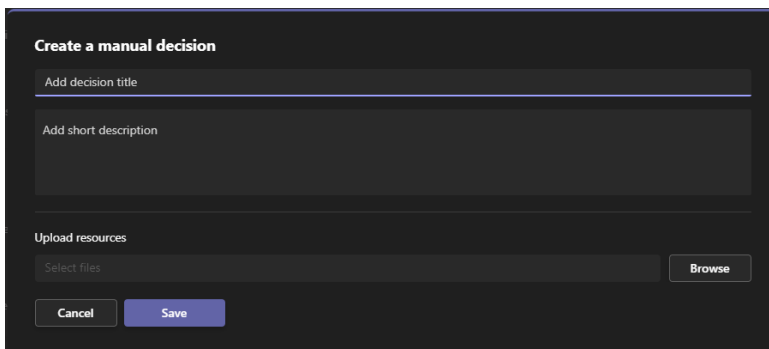 Create a manual decision
Add decision title
Add short description
Upload resources
Select files
Browse
Cancel
Save